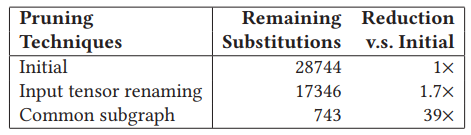 Pruning Remaining Reduction
Techniques Substitutions v.s. Initial
Initial 28744 1×
Input tensor renaming 17346 1.7×
Common subgraph 743 39×